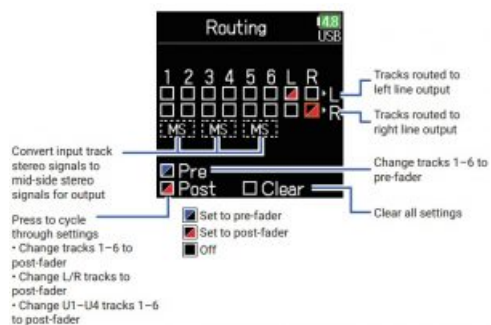 Routing
4.8
USB
1 2 3 4 5 6 L R
L
R
MS MS MS
Pre
Post
Clear
Tracks routed to
left line output
Tracks routed to
right line output
Convert input track
stereo signals to
mid-side stereo
signals for output
Change tracks 1–6 to
pre-fader
Press to cycle
through settings
• Change tracks 1–6 to
post-fader
• Change L/R tracks to
post-fader
• Change U1–U4 tracks 1–6
to post-fader
Clear all settings
Set to pre-fader
Set to post-fader
Off